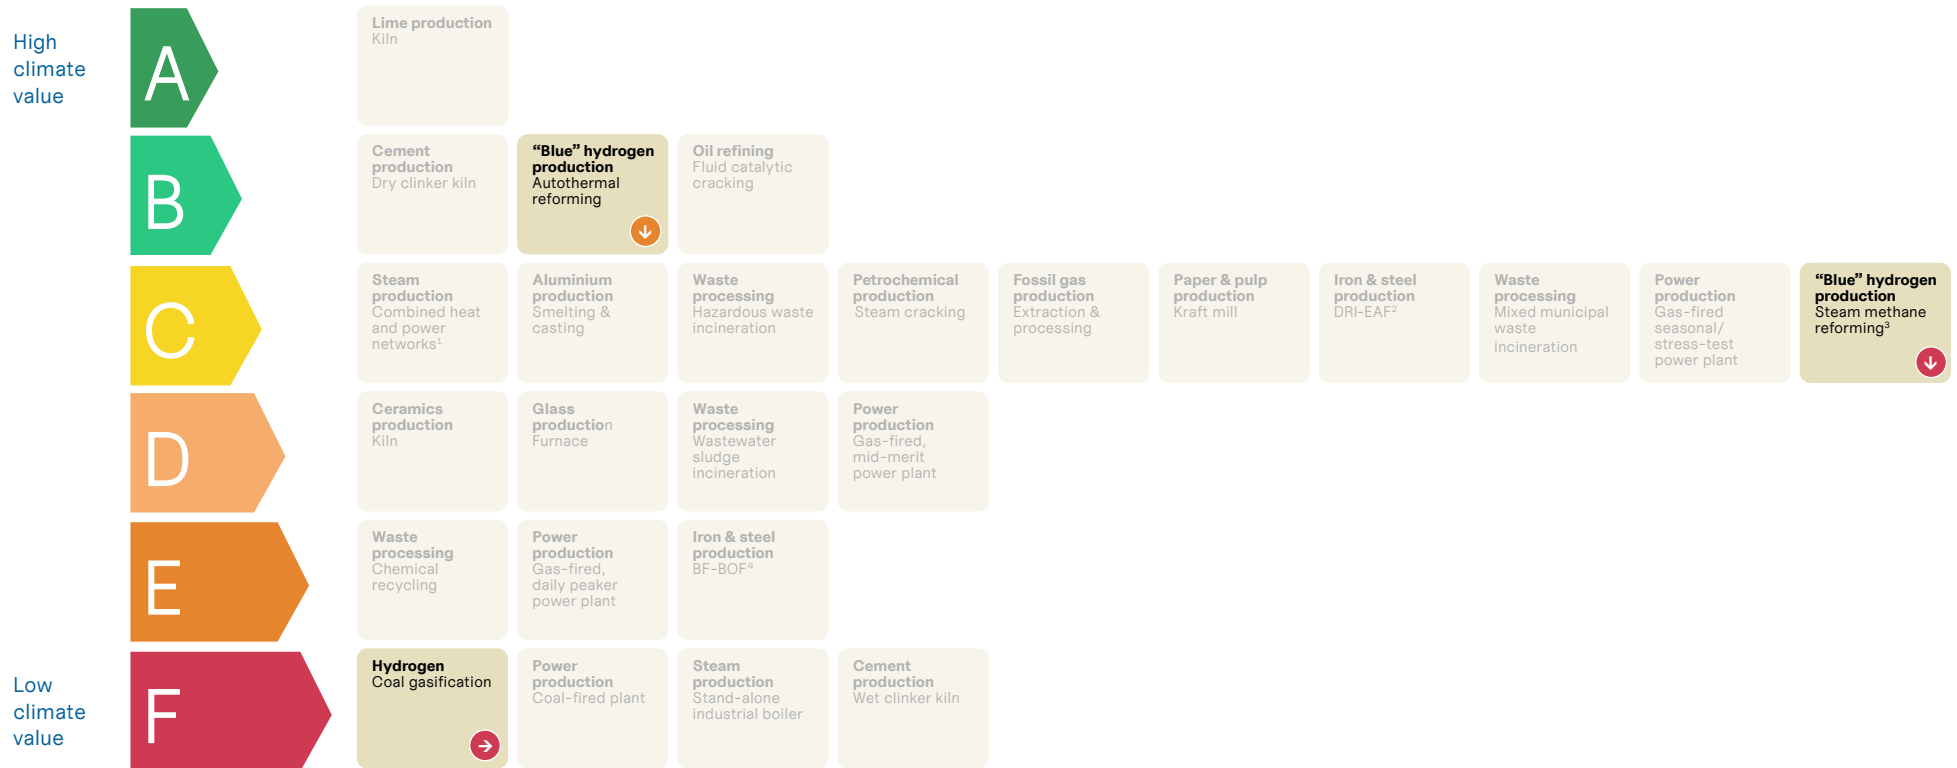 High
climate
value
A
Lime production
Kiln
B
Cement
production
Dry clinker kiln
“Blue” hydrogen
production
Autothermal
reforming
Oil refining
Fluid catalytic
cracking
C
Steam
production
Combined heat
and power
networks¹
Aluminium
production
Smelting &
casting
Waste
processing
Hazardous waste
incineration
Petrochemical
production
Steam cracking
Fossil gas
production
Extraction &
processing
Paper & pulp
production
Kraft mill
Iron & steel
production
DRI-EAF²
Waste
processing
Mixed municipal
waste
incineration
Power
production
Gas-fired
seasonal/
stress-test
power plant
“Blue” hydrogen
production
Steam methane
reforming³
D
Ceramics
production
Kiln
Glass
production
Furnace
Waste
processing
Wastewater
sludge
incineration
Power
production
Gas-fired,
mid-merit
power plant
E
Waste
processing
Chemical
recycling
Power
production
Gas-fired,
daily peaker
power plant
Iron & steel
production
BF-BOF⁴
Low
climate
value
F
Hydrogen
Coal gasification
Power
production
Coal-fired plant
Steam
production
Stand-alone
industrial boiler
Cement
production
Wet clinker kiln